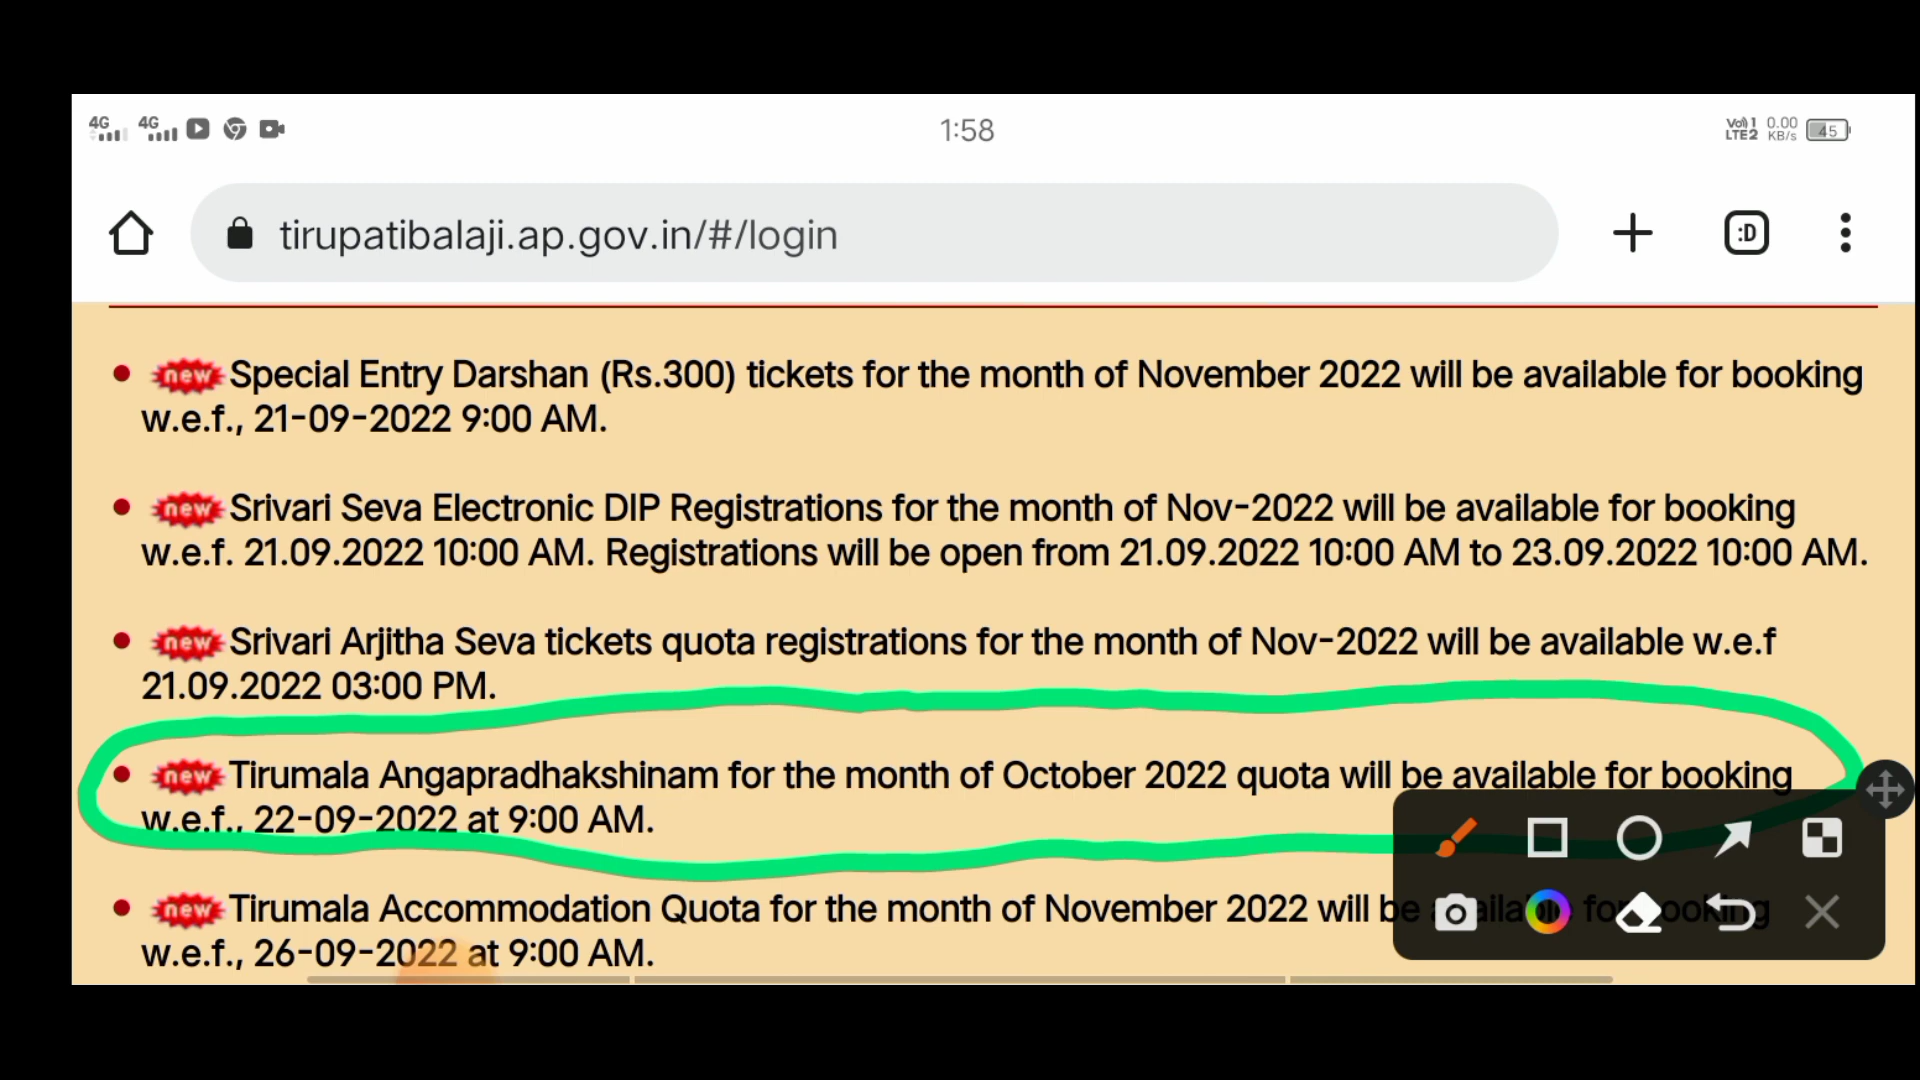 4G 4G 1:58 Vo)) 1 LTE2 0.00 KB/s 45
tirupatibalaji.ap.gov.in/#/login :D
new Special Entry Darshan (Rs.300) tickets for the month of November 2022 will be available for booking
w.e.f., 21-09-2022 9:00 AM.
new Srivari Seva Electronic DIP Registrations for the month of Nov-2022 will be available for booking
w.e.f. 21.09.2022 10:00 AM. Registrations will be open from 21.09.2022 10:00 AM to 23.09.2022 10:00 AM.
new Srivari Arjitha Seva tickets quota registrations for the month of Nov-2022 will be available w.e.f
21.09.2022 03:00 PM.
new Tirumala Angapradhakshinam for the month of October 2022 quota will be available for booking
w.e.f., 22-09-2022 at 9:00 AM.
new Tirumala Accommodation Quota for the month of November 2022 will be available for booking
w.e.f., 26-09-2022 at 9:00 AM.